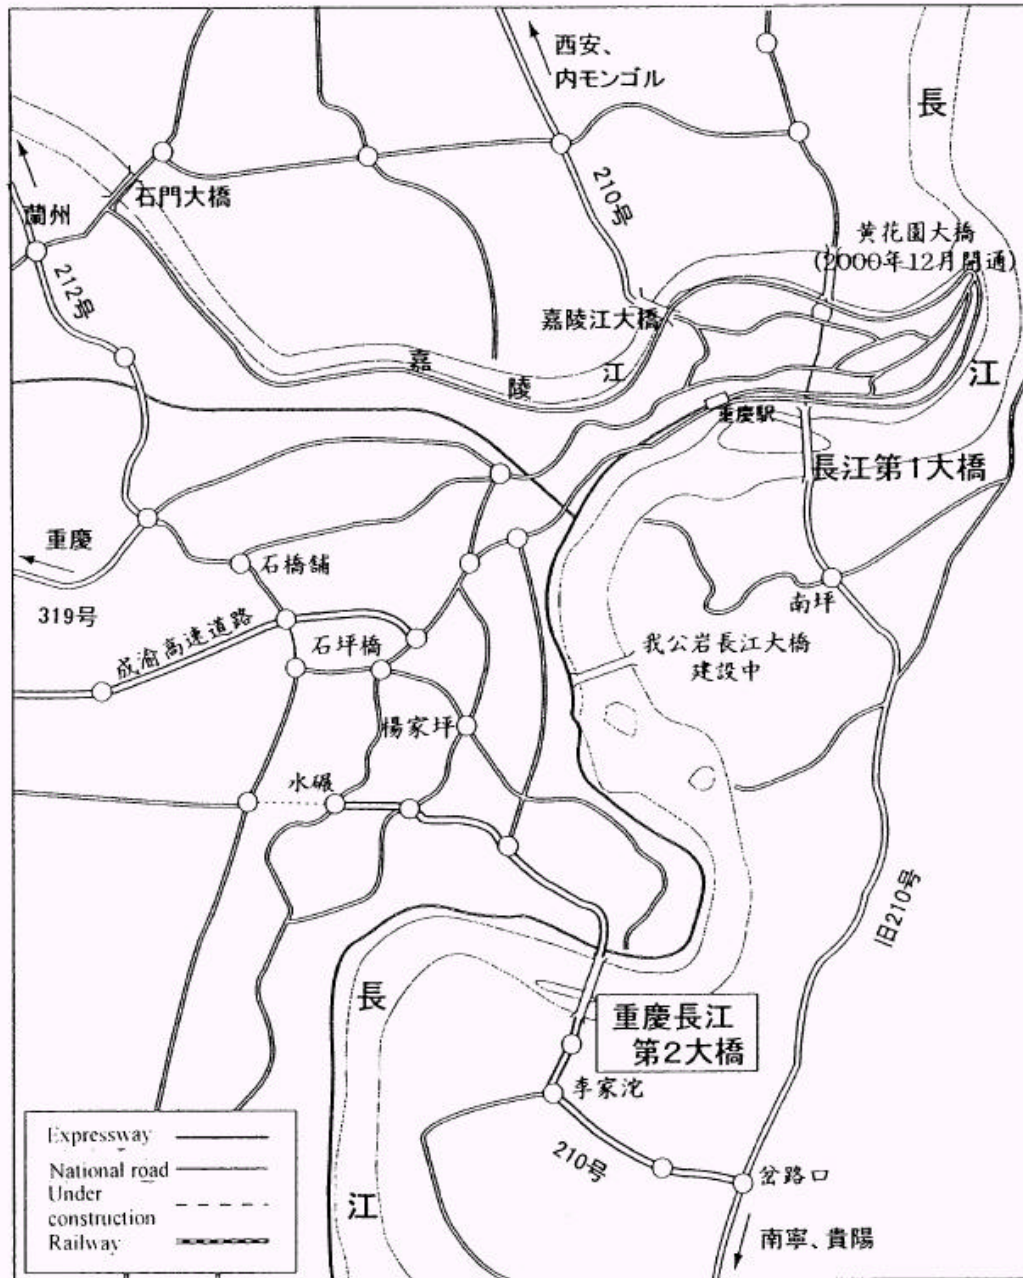 西安、
内モンゴル
長
石門大橋
蘭州
210号
黄花園大橋
(2000年12月開通)
212号
嘉陵江大橋
嘉
陵
江
江
重慶駅
長江第1大橋
重慶
石橋舗
319号
南坪
成渝高速道路
石坪橋
我公岩長江大橋
建設中
楊家坪
水碾
旧210号
長
重慶長江
第2大橋
李家沱
210号
岔路口
江
南寧、貴陽
Expressway
National road
Under
construction
Railway